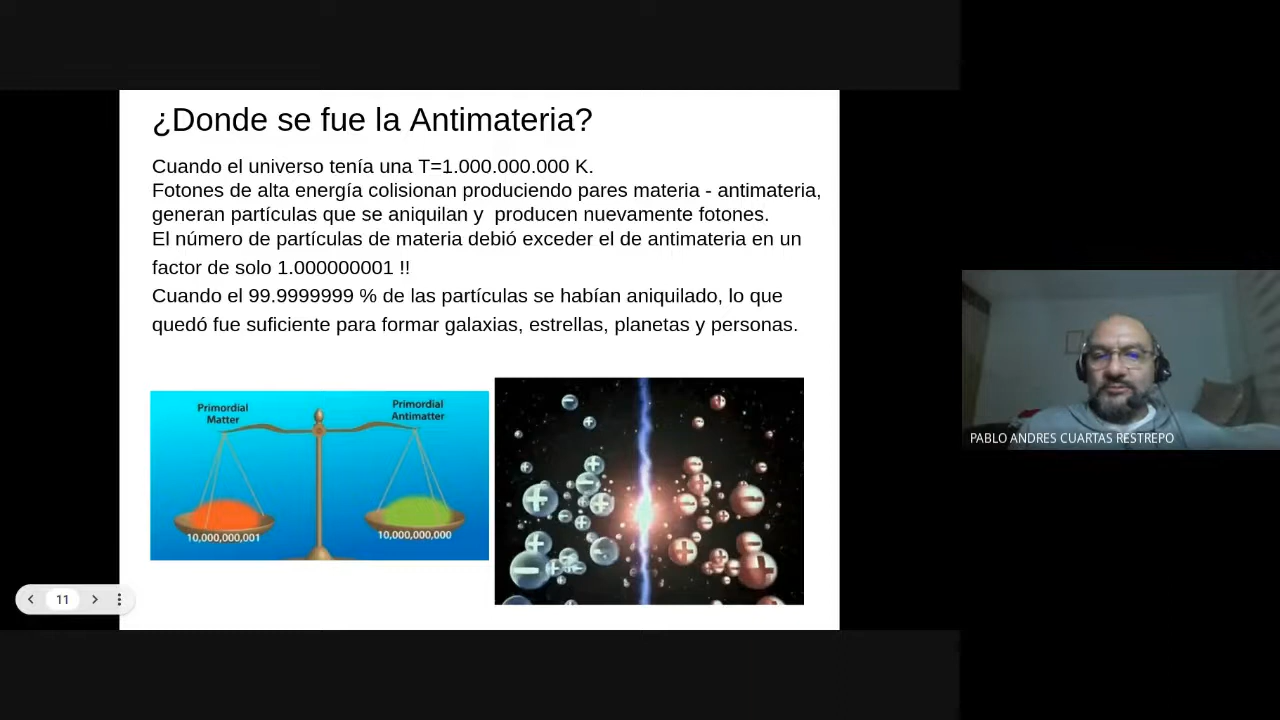 ¿Donde se fue la Antimateria?
Cuando el universo tenía una T=1.000.000.000 K.
Fotones de alta energía colisionan produciendo pares materia - antimateria,
generan partículas que se aniquilan y  producen nuevamente fotones.
El número de partículas de materia debió exceder el de antimateria en un
factor de solo 1.000000001 !!
Cuando el 99.9999999 % de las partículas se habían aniquilado, lo que
quedó fue suficiente para formar galaxias, estrellas, planetas y personas.
Primordial
Matter
Primordial
Antimatter
10,000,000,001
10,000,000,000
11
PABLO ANDRES CUARTAS RESTREPO